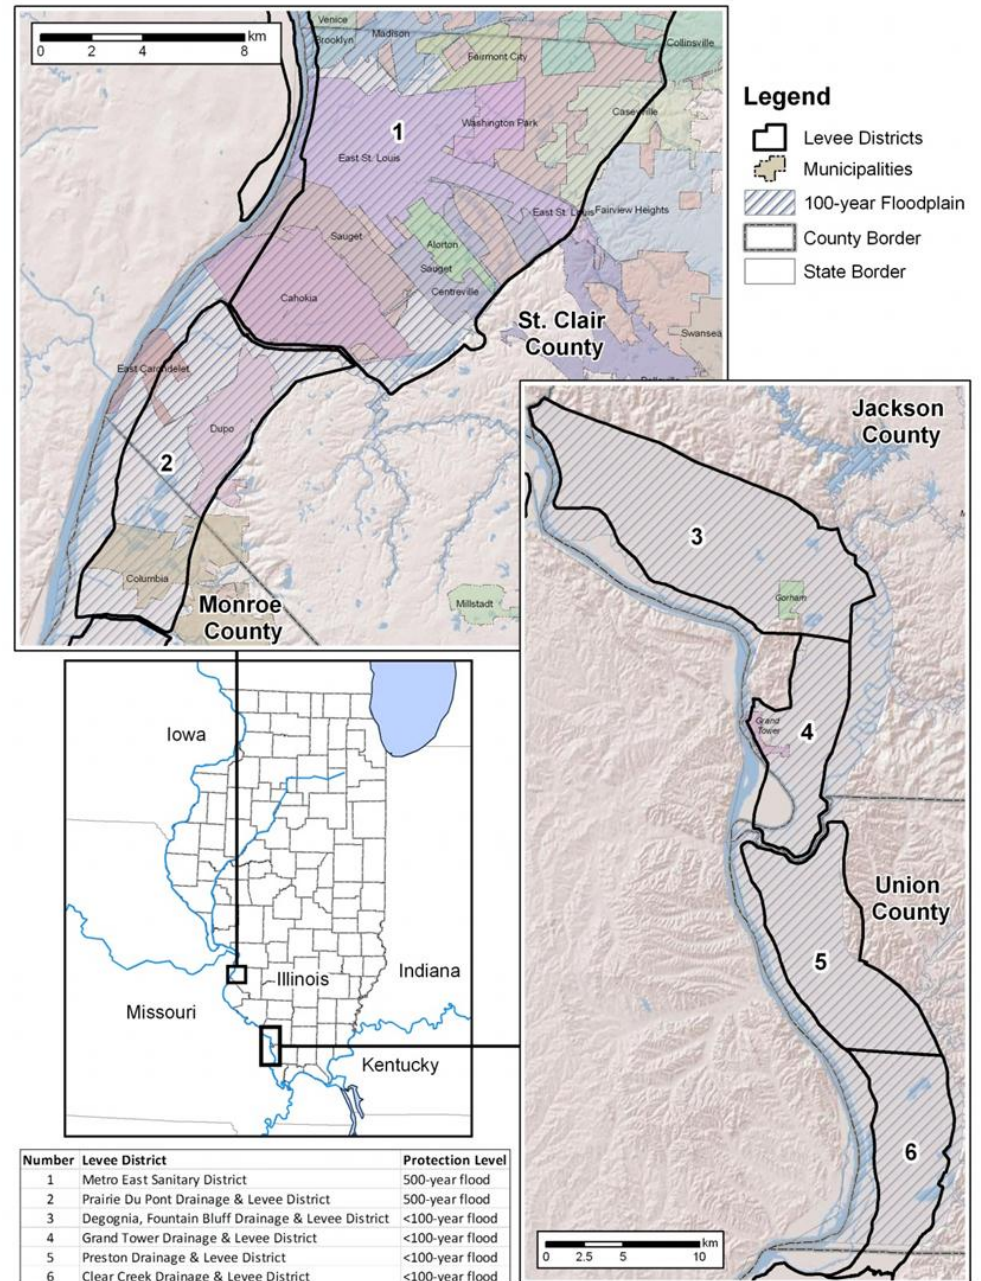 Venice
Brooklyn
Madison
Fairmont City
Collinsville
km
0 2 4 8
Caseyville
1
Washington Park
East St. Louis
East St. Louis
Fairview Heights
Sauget
Alorton
Sauget
Centreville
Cahokia
St. Clair
County
Swansea
East Carondelet
Dupo
2
Columbia
Monroe
County
Millstadt
Legend
Levee Districts
Municipalities
100-year Floodplain
County Border
State Border
Jackson
County
3
Gorham
Grand
Tower
4
Union
County
5
6
km
0 2.5 5 10
Iowa
Illinois
Indiana
Missouri
Kentucky
Number Levee District Protection Level
1 Metro East Sanitary District 500-year flood
2 Prairie Du Pont Drainage & Levee District 500-year flood
3 Degognia, Fountain Bluff Drainage & Levee District <100-year flood
4 Grand Tower Drainage & Levee District <100-year flood
5 Preston Drainage & Levee District <100-year flood
6 Clear Creek Drainage & Levee District <100-year flood